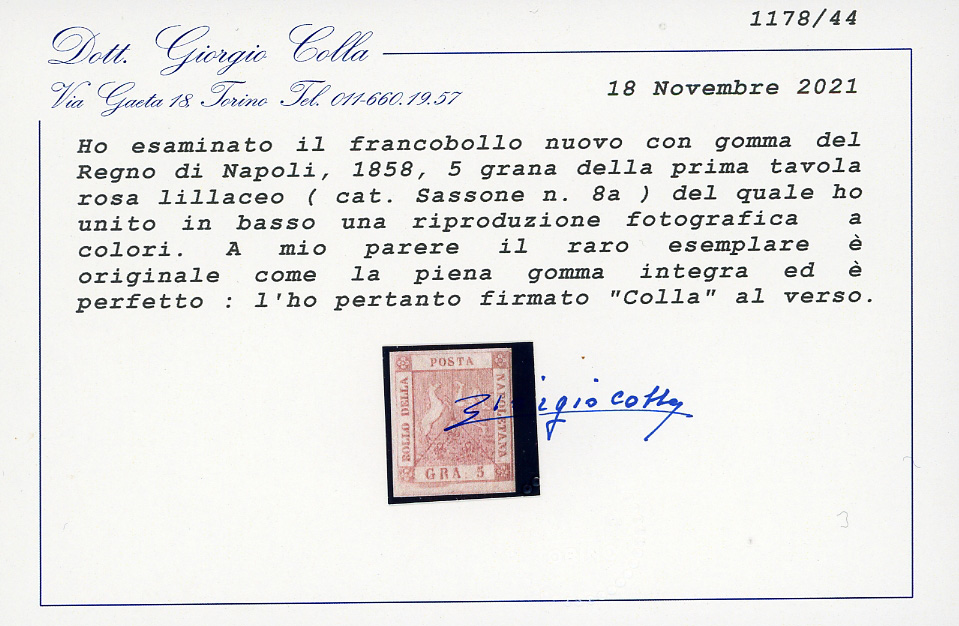 1178/44
Dott. Giorgio Colla
Via Gaeta 18, Torino Tel. 011-660.19.57
18 Novembre 2021
Ho esaminato il francobollo nuovo con gomma del
Regno di Napoli, 1858, 5 grana della prima tavola
rosa lillaceo ( cat. Sassone n. 8a ) del quale ho
unito in basso una riproduzione fotografica a
colori. A mio parere il raro esemplare è
originale come la piena gomma integra ed è
perfetto : l'ho pertanto firmato "Colla" al verso.
POSTA
BOLLO DELLA
NAPOLETANA
GRA 5
Giorgio Colla
3